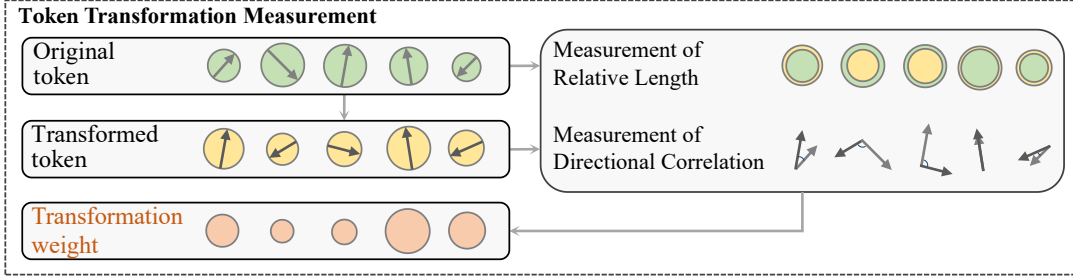 Token Transformation Measurement
Original
token
Transformed
token
Transformation
weight
Measurement of
Relative Length
Measurement of
Directional Correlation